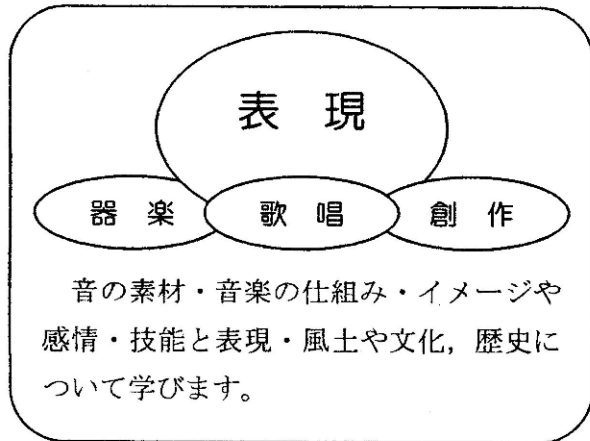 表現
器楽
歌唱
創作
音の素材・音楽の仕組み・イメージや
感情・技能と表現・風土や文化，歴史に
ついて学びます。